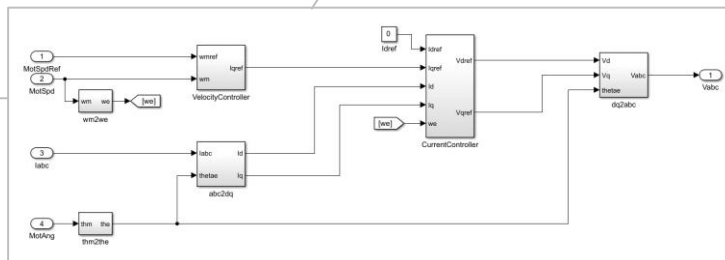 0
Idref
1
MotSpdRef
2
MotSpd
wmref
wm
Iqref
VelocityController
wm we
wm2we
[we]
Idref
Iqref
Id
Iq
we
Vdref
Vqref
CurrentController
[we]
Vd
Vq
thetae
Vabc
dq2abc
1
Vabc
3
Iabc
Iabc
thetae
Id
Iq
abc2dq
4
MotAng
thm the
thm2the